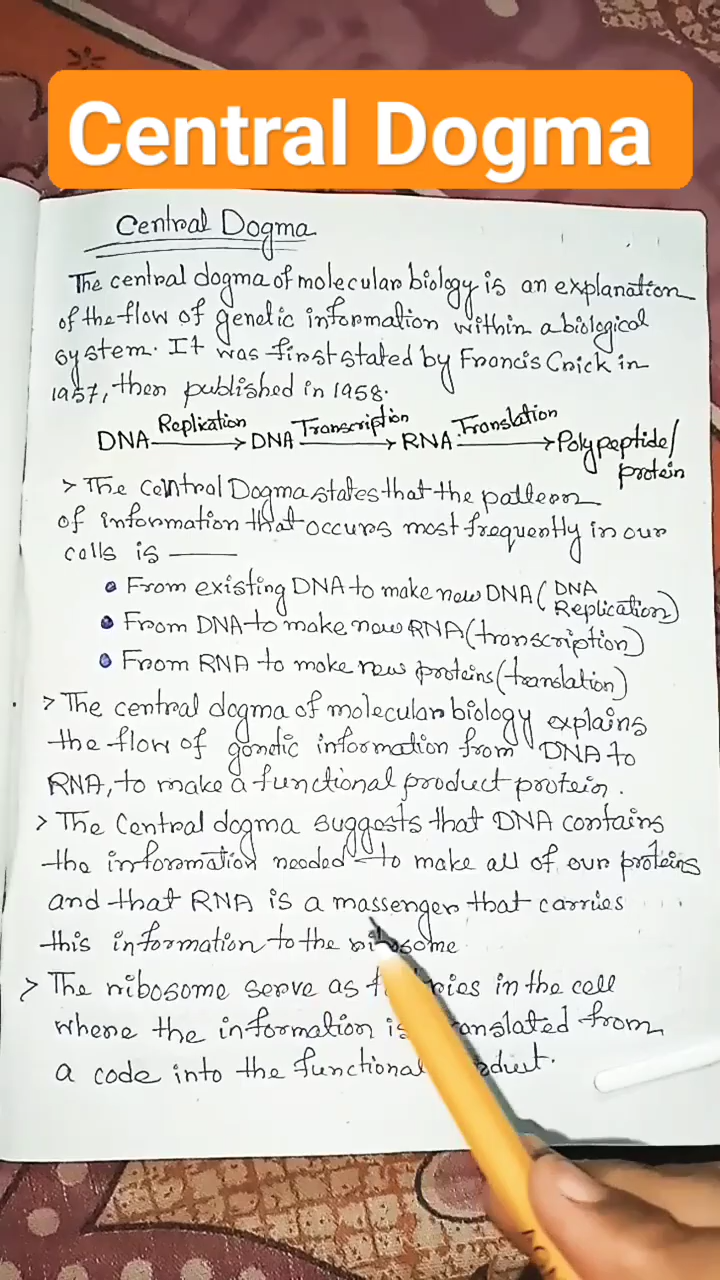 Central Dogma
Central Dogma
The central dogma of molecular biology is an explanation
of the flow of genetic information within a biological
system. It was first stated by Francis Crick in
1957, then published in 1958.
DNA Replication → DNA Transcription → RNA Translation → Polypeptide/
protein
> The central Dogma states that the pattern
of information that occurs most frequently in our
cells is ——
• From existing DNA to make new DNA (DNA
Replication)
• From DNA to make new RNA (transcription)
• From RNA to make new proteins (translation)
> The central dogma of molecular biology explains
the flow of genetic information from DNA to
RNA, to make a functional product protein.
> The Central dogma suggests that DNA contains
the information needed to make all of our proteins
and that RNA is a massenger that carries
this information to the ribosome
> The ribosome serve as in the cell
where the information is translated from
a code into the functional